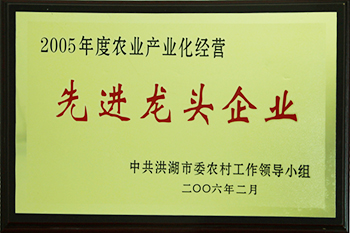 2005年度农业产业化经营
先进龙头企业
中共洪湖市委农村工作领导小组
二〇〇六年二月